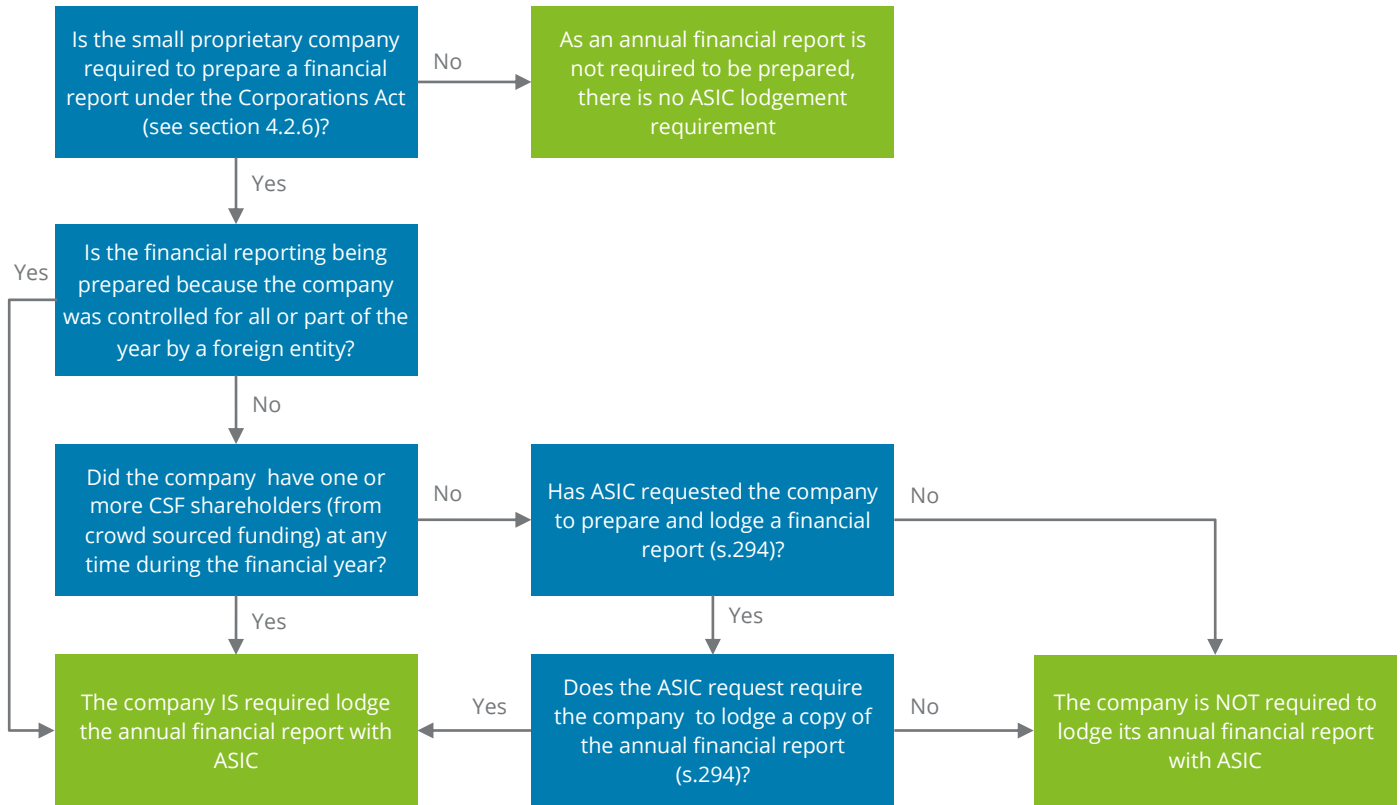 Is the small proprietary company
required to prepare a financial
report under the Corporations Act
(see section 4.2.6)?
No
As an annual financial report is
not required to be prepared,
there is no ASIC lodgement
requirement
Yes
Is the financial reporting being
prepared because the company
was controlled for all or part of the
year by a foreign entity?
Yes
No
Did the company  have one or
more CSF shareholders (from
crowd sourced funding) at any
time during the financial year?
No
Has ASIC requested the company
to prepare and lodge a financial
report (s.294)?
No
Yes
Yes
The company IS required lodge
the annual financial report with
ASIC
Yes
Does the ASIC request require
the company  to lodge a copy of
the annual financial report
(s.294)?
No
The company is NOT required to
lodge its annual financial report
with ASIC